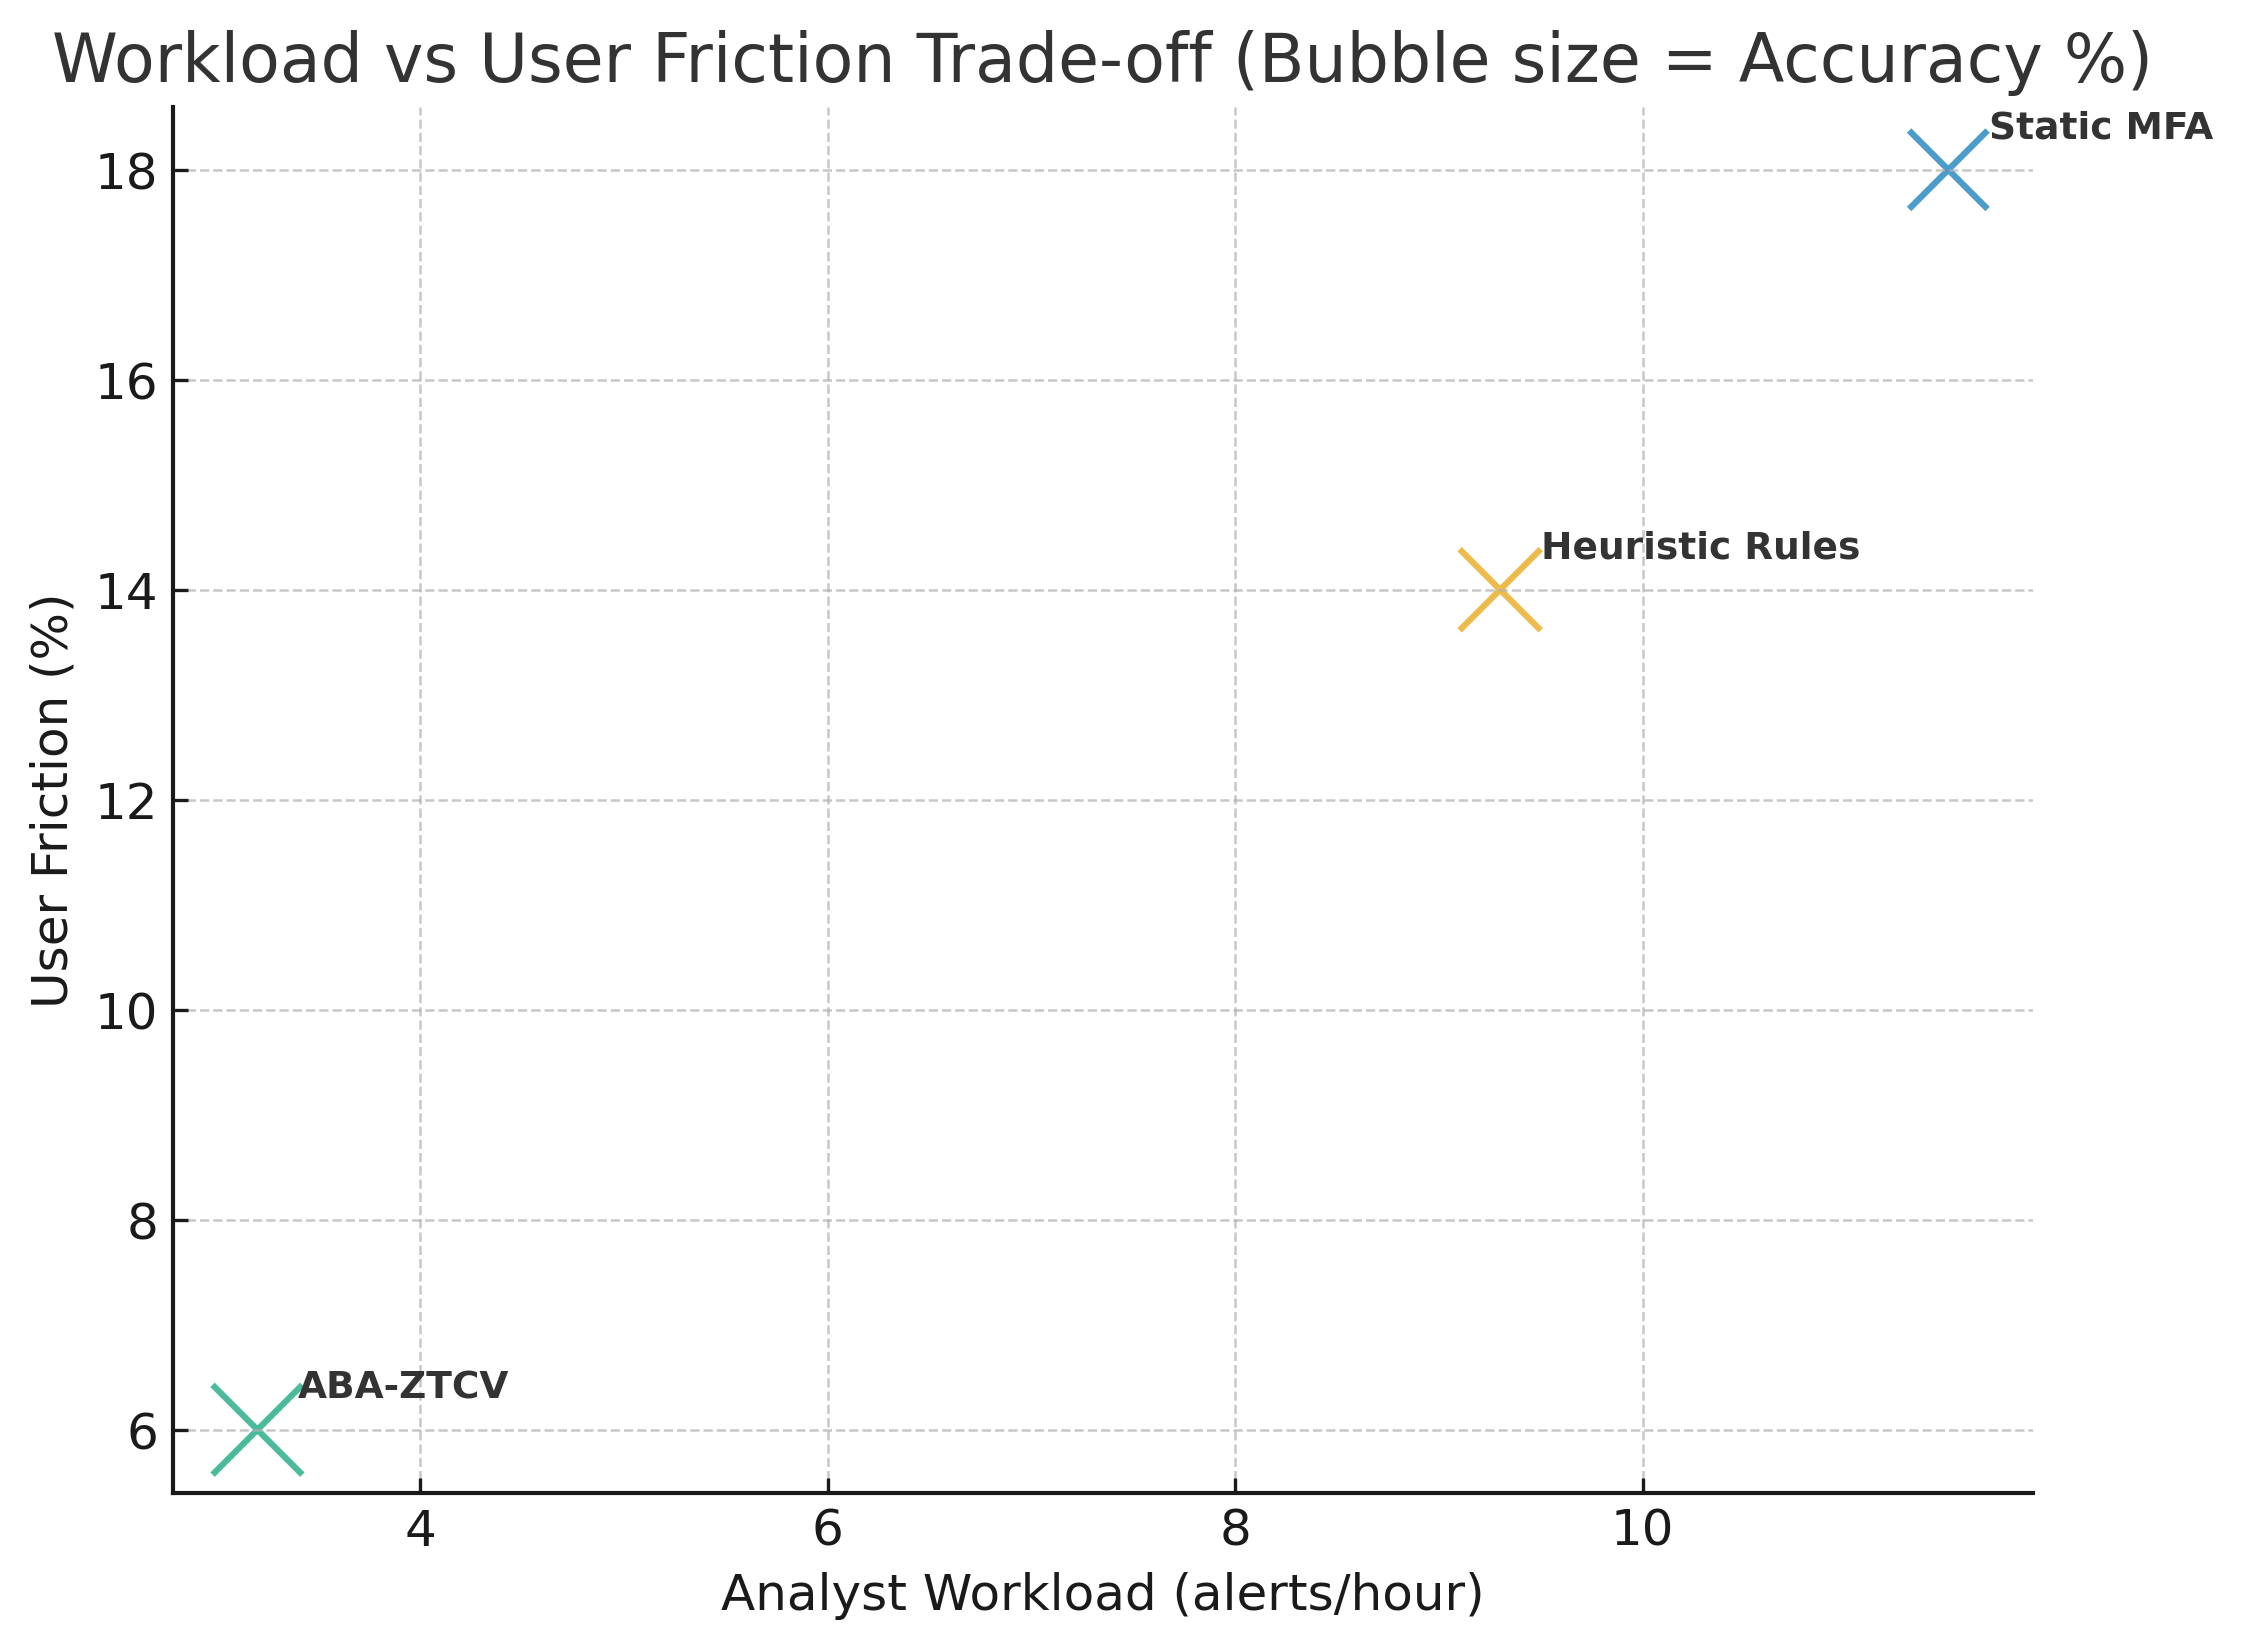 Workload vs User Friction Trade-off (Bubble size = Accuracy %)
Static MFA
18
16
Heuristic Rules
14
12
10
8
ABA-ZTCV
6
User Friction (%)
4 6 8 10
Analyst Workload (alerts/hour)